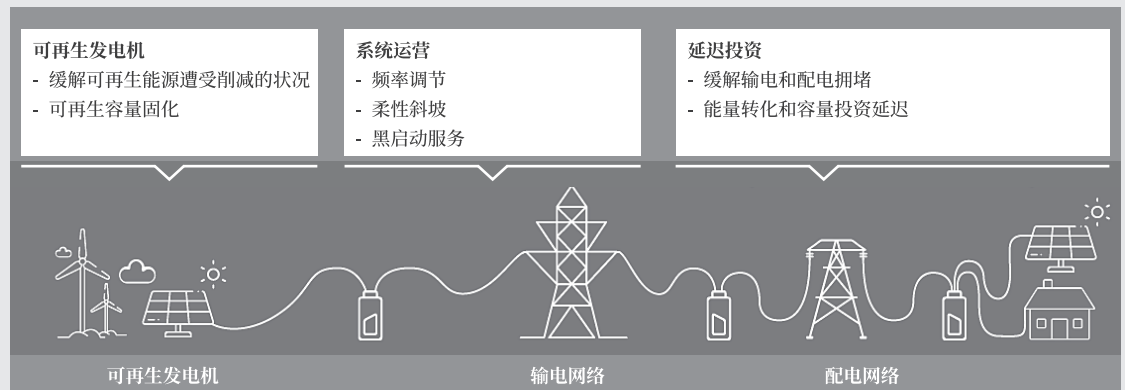 可再生发电机
- 缓解可再生能源遭受削减的状况
- 可再生容量固化
系统运营
- 频率调节
- 柔性斜坡
- 黑启动服务
延迟投资
- 缓解输电和配电拥堵
- 能量转化和容量投资延迟
可再生发电机
输电网络
配电网络